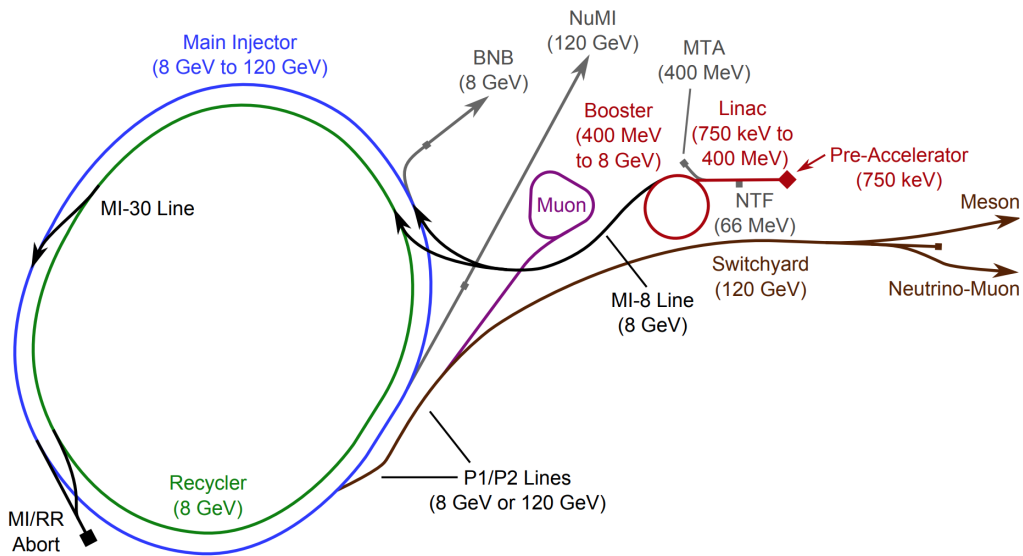 Main Injector
(8 GeV to 120 GeV)
BNB
(8 GeV)
NuMI
(120 GeV)
MTA
(400 MeV)
Booster
(400 MeV
to 8 GeV)
Linac
(750 keV to
400 MeV)
Pre-Accelerator
(750 keV)
MI-30 Line
Muon
NTF
(66 MeV)
Meson
Switchyard
(120 GeV)
Neutrino-Muon
MI-8 Line
(8 GeV)
Recycler
(8 GeV)
P1/P2 Lines
(8 GeV or 120 GeV)
MI/RR
Abort